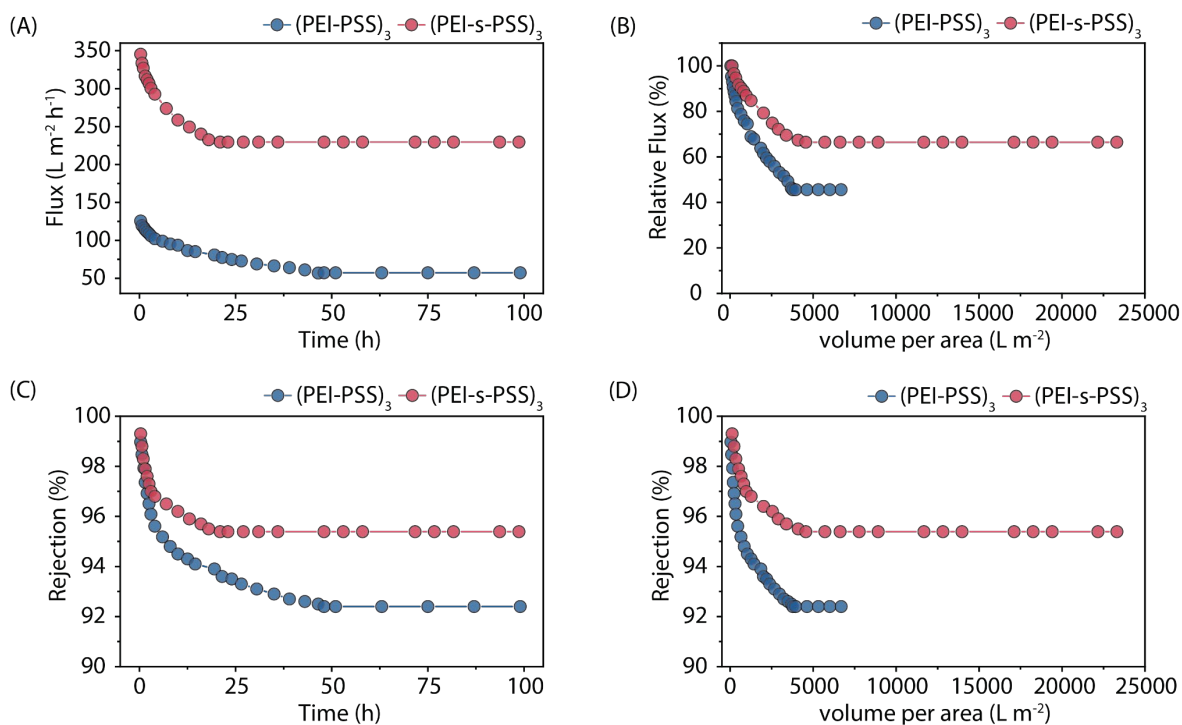 (A)
(PEI-PSS)₃ (PEI-s-PSS)₃
Flux (L m⁻² h⁻¹)
350
300
250
200
150
100
50
0 25 50 75 100
Time (h)
(B)
(PEI-PSS)₃ (PEI-s-PSS)₃
Relative Flux (%)
100
80
60
40
20
0
0 5000 10000 15000 20000 25000
volume per area (L m⁻²)
(C)
(PEI-PSS)₃ (PEI-s-PSS)₃
Rejection (%)
100
98
96
94
92
90
0 25 50 75 100
Time (h)
(D)
(PEI-PSS)₃ (PEI-s-PSS)₃
Rejection (%)
100
98
96
94
92
90
0 5000 10000 15000 20000 25000
volume per area (L m⁻²)